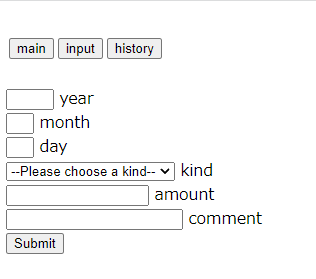 main input history
year
month
day
--Please choose a kind-- kind
amount
comment
Submit